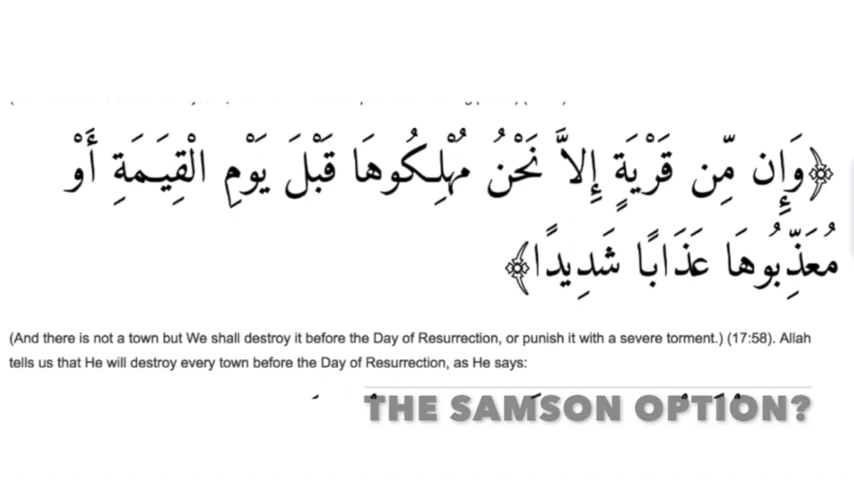 ﴿وَإِن مِّن قَرْيَةٍ إِلاَّ نَحْنُ مُهْلِكُوهَا قَبْلَ يَوْمِ الْقِيَـمَةِ أَوْ
مُعَذِّبُوهَا عَذَابًا شَدِيدًا﴾
(And there is not a town but We shall destroy it before the Day of Resurrection, or punish it with a severe torment.) (17:58). Allah
tells us that He will destroy every town before the Day of Resurrection, as He says:
THE SAMSON OPTION?